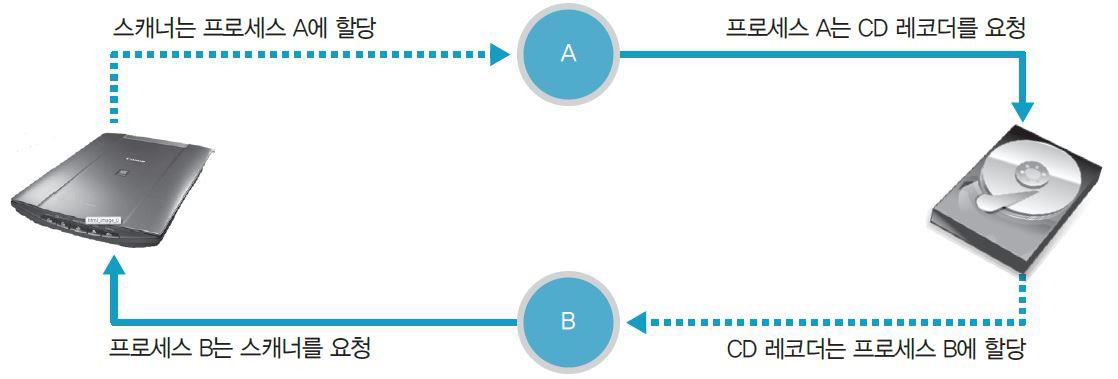 스캐너는 프로세스 A에 할당
프로세스 A는 CD 레코더를 요청
A
html_image_0
B
프로세스 B는 스캐너를 요청
CD 레코더는 프로세스 B에 할당